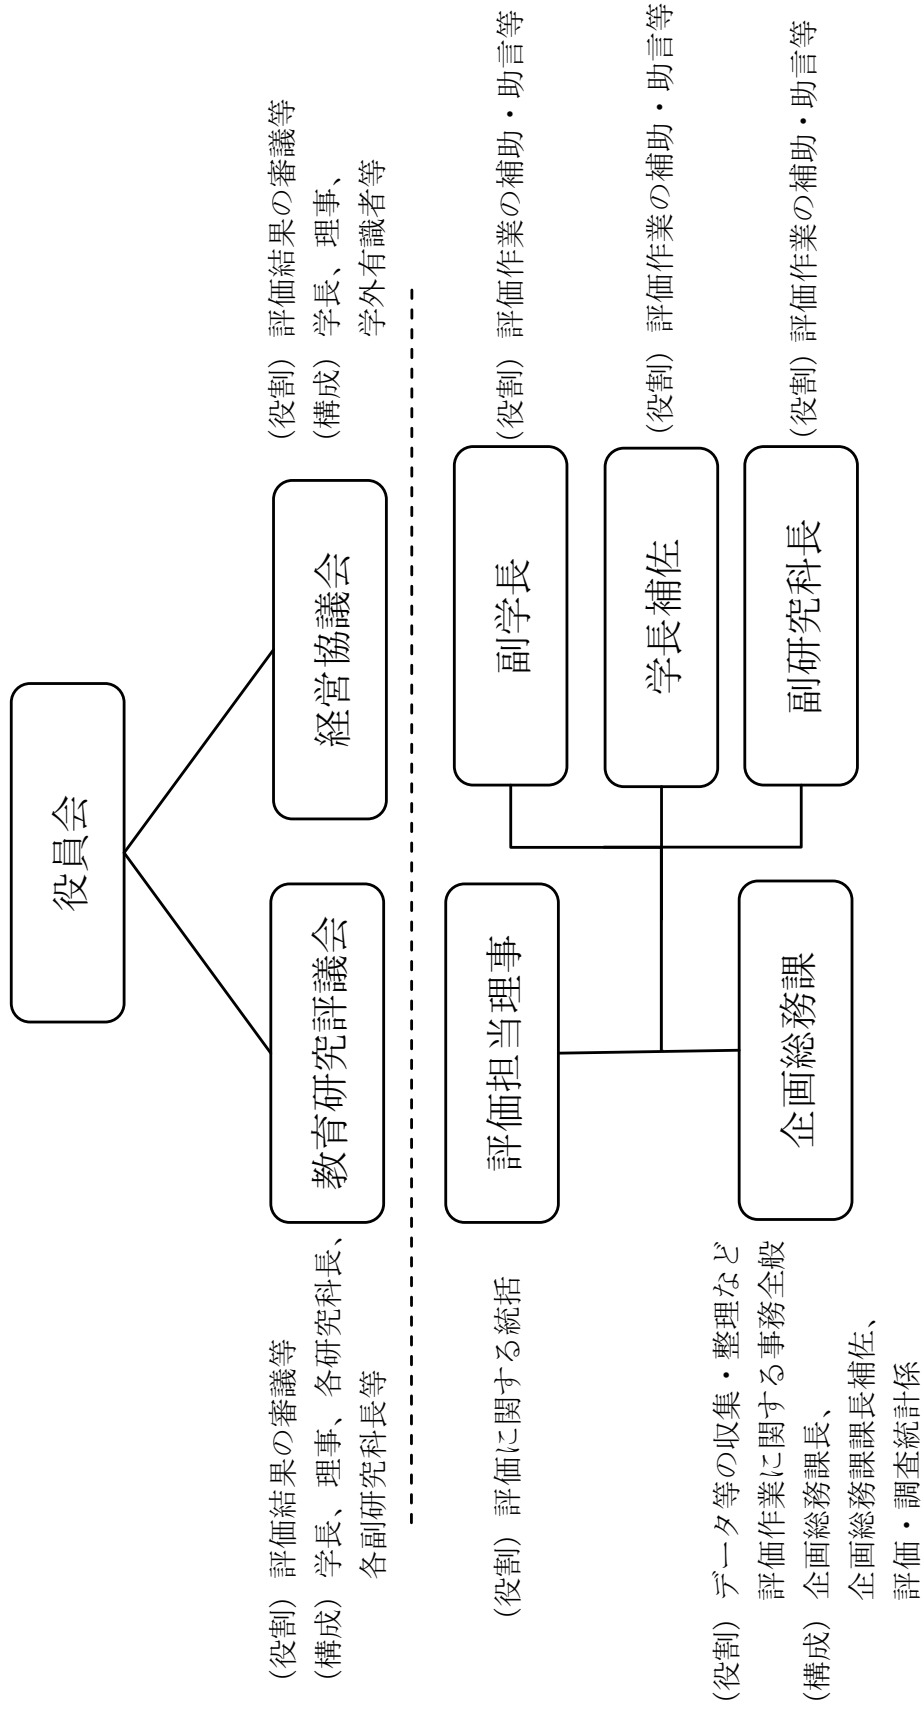 役員会
教育研究評議会
(役割) 評価結果の審議等
(構成) 学長、理事、各研究科長、
各副研究科長等
経営協議会
(役割) 評価結果の審議等
(構成) 学長、理事、
学外有識者等
評価担当理事
(役割) 評価に関する統括
副学長
(役割) 評価作業の補助・助言等
学長補佐
(役割) 評価作業の補助・助言等
副研究科長
(役割) 評価作業の補助・助言等
企画総務課
(役割) データ等の収集・整理など
評価作業に関する事務全般
(構成) 企画総務課長、
企画総務課課長補佐、
評価・調査統計係